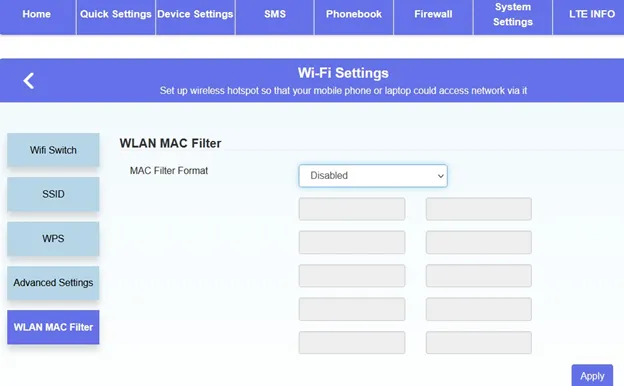 Home Quick Settings Device Settings SMS Phonebook Firewall System Settings LTE INFO
Wi-Fi Settings
Set up wireless hotspot so that your mobile phone or laptop could access network via it
WLAN MAC Filter
Wifi Switch
MAC Filter Format Disabled
SSID
WPS
Advanced Settings
WLAN MAC Filter
Apply